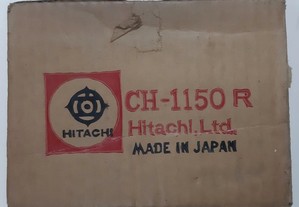 HITACHI
CH-1150 R
Hitachi, Ltd.
MADE IN JAPAN